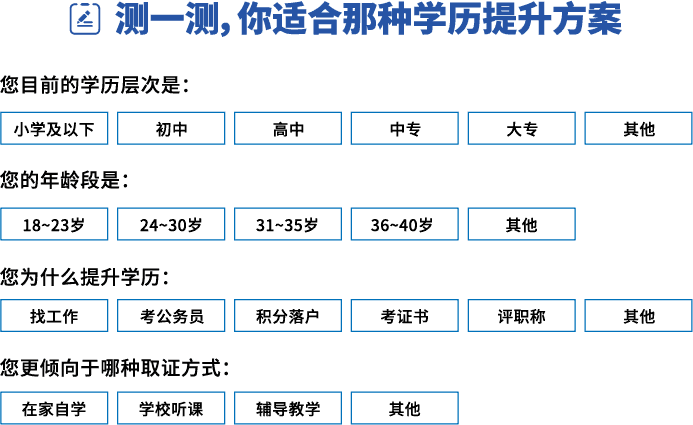 测一测，你适合那种学历提升方案
您目前的学历层次是：
小学及以下 初中 高中 中专 大专 其他
您的年龄段是：
18~23岁 24~30岁 31~35岁 36~40岁 其他
您为什么提升学历：
找工作 考公务员 积分落户 考证书 评职称 其他
您更倾向于哪种取证方式：
在家自学 学校听课 辅导教学 其他